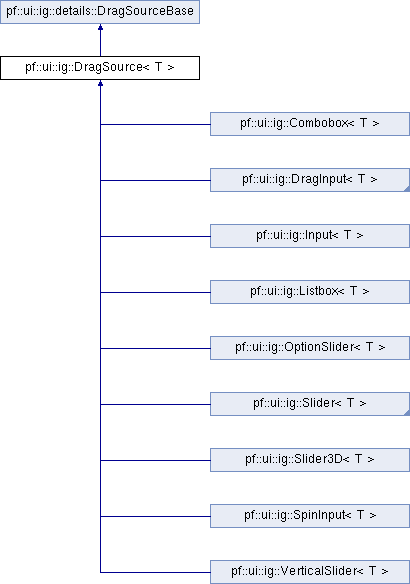 pf::ui::ig::details::DragSourceBase
pf::ui::ig::DragSource< T >
pf::ui::ig::Combobox< T >
pf::ui::ig::DragInput< T >
pf::ui::ig::Input< T >
pf::ui::ig::Listbox< T >
pf::ui::ig::OptionSlider< T >
pf::ui::ig::Slider< T >
pf::ui::ig::Slider3D< T >
pf::ui::ig::SpinInput< T >
pf::ui::ig::VerticalSlider< T >